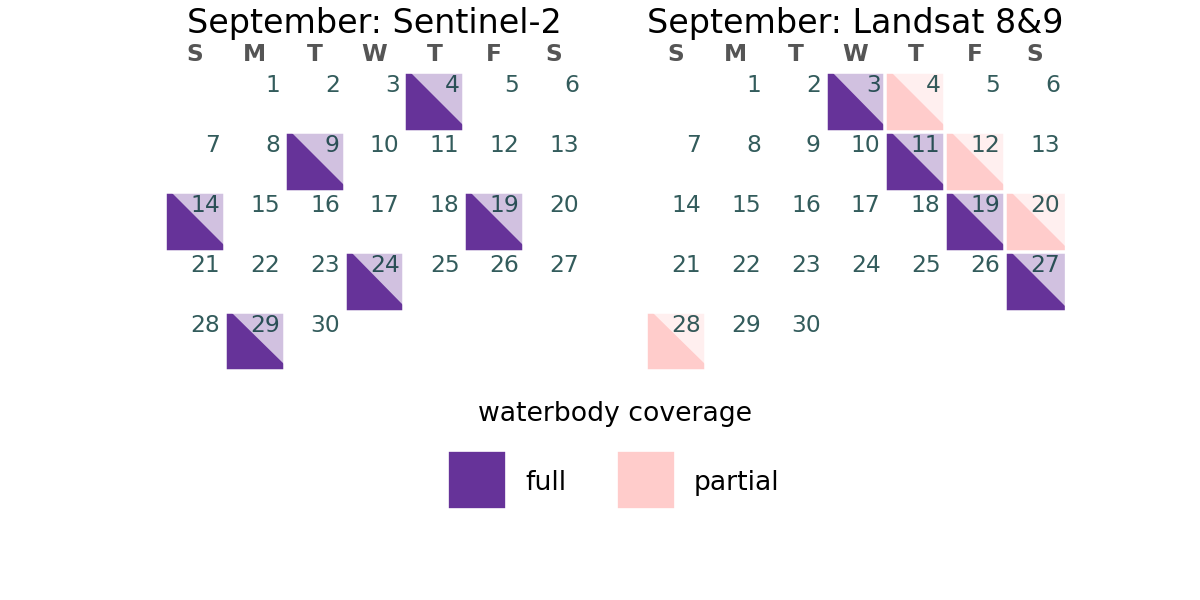 September: Sentinel-2
S M T W T F S
1 2 3 4 5 6
7 8 9 10 11 12 13
14 15 16 17 18 19 20
21 22 23 24 25 26 27
28 29 30
September: Landsat 8&9
S M T W T F S
1 2 3 4 5 6
7 8 9 10 11 12 13
14 15 16 17 18 19 20
21 22 23 24 25 26 27
28 29 30
waterbody coverage
full partial